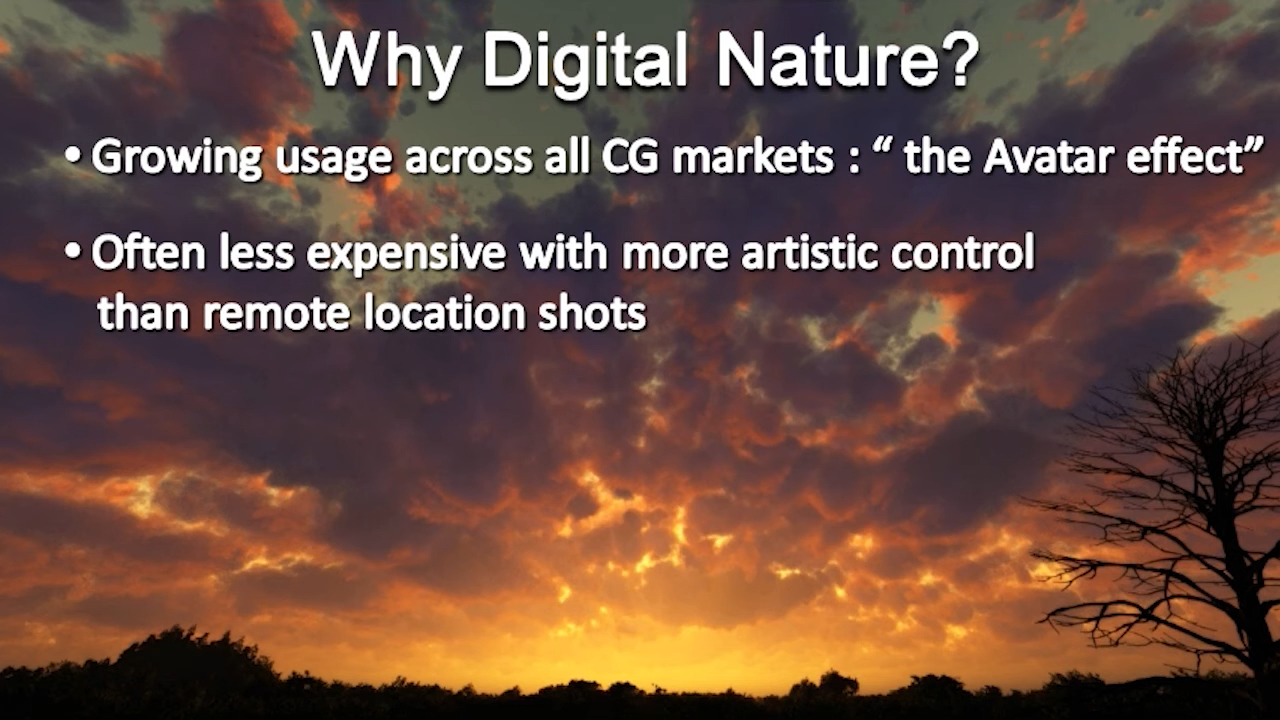 Why Digital Nature?
• Growing usage across all CG markets : “ the Avatar effect”
• Often less expensive with more artistic control
than remote location shots